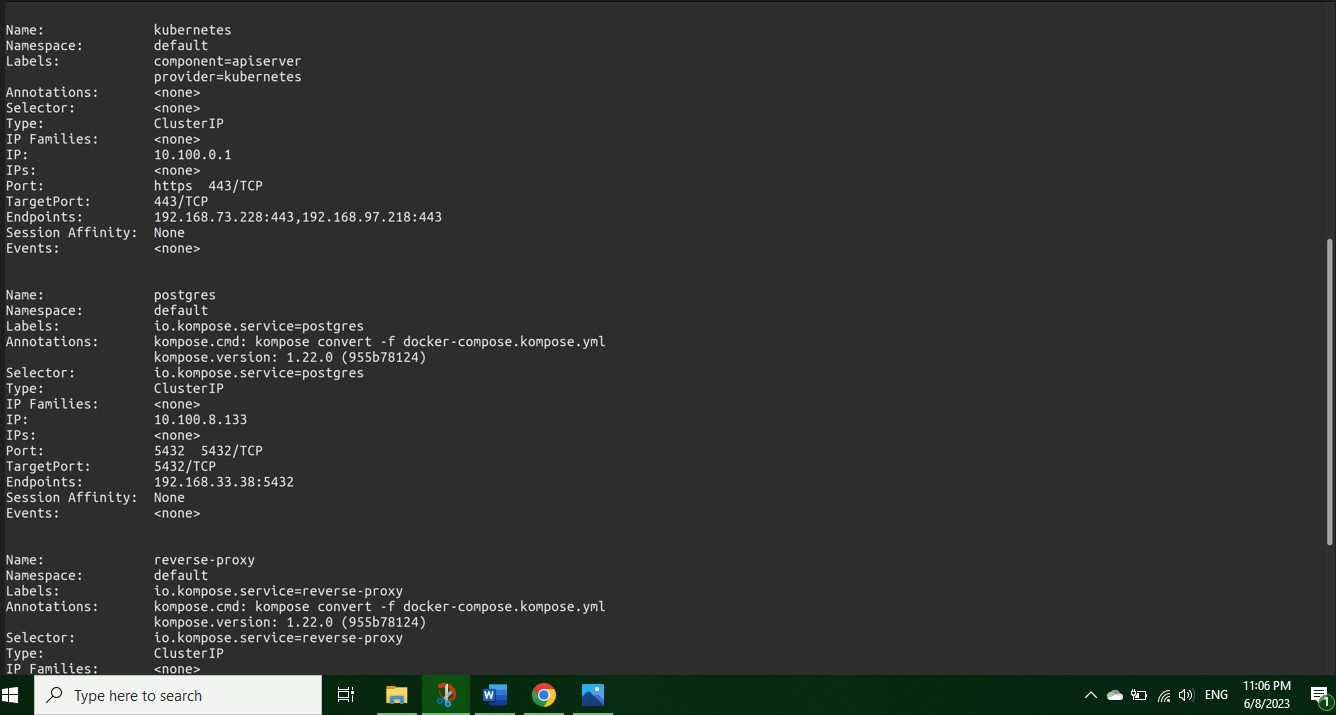 Name: kubernetes
Namespace: default
Labels: component=apiserver
provider=kubernetes
Annotations: <none>
Selector: <none>
Type: ClusterIP
IP Families: <none>
IP: 10.100.0.1
IPs: <none>
Port: https 443/TCP
TargetPort: 443/TCP
Endpoints: 192.168.73.228:443,192.168.97.218:443
Session Affinity: None
Events: <none>
Name: postgres
Namespace: default
Labels: io.kompose.service=postgres
Annotations: kompose.cmd: kompose convert -f docker-compose.kompose.yml
kompose.version: 1.22.0 (955b78124)
Selector: io.kompose.service=postgres
Type: ClusterIP
IP Families: <none>
IP: 10.100.8.133
IPs: <none>
Port: 5432 5432/TCP
TargetPort: 5432/TCP
Endpoints: 192.168.33.38:5432
Session Affinity: None
Events: <none>
Name: reverse-proxy
Namespace: default
Labels: io.kompose.service=reverse-proxy
Annotations: kompose.cmd: kompose convert -f docker-compose.kompose.yml
kompose.version: 1.22.0 (955b78124)
Selector: io.kompose.service=reverse-proxy
Type: ClusterIP
IP Families: <none>
Type here to search
W
ENG
11:06 PM
6/8/2023
1